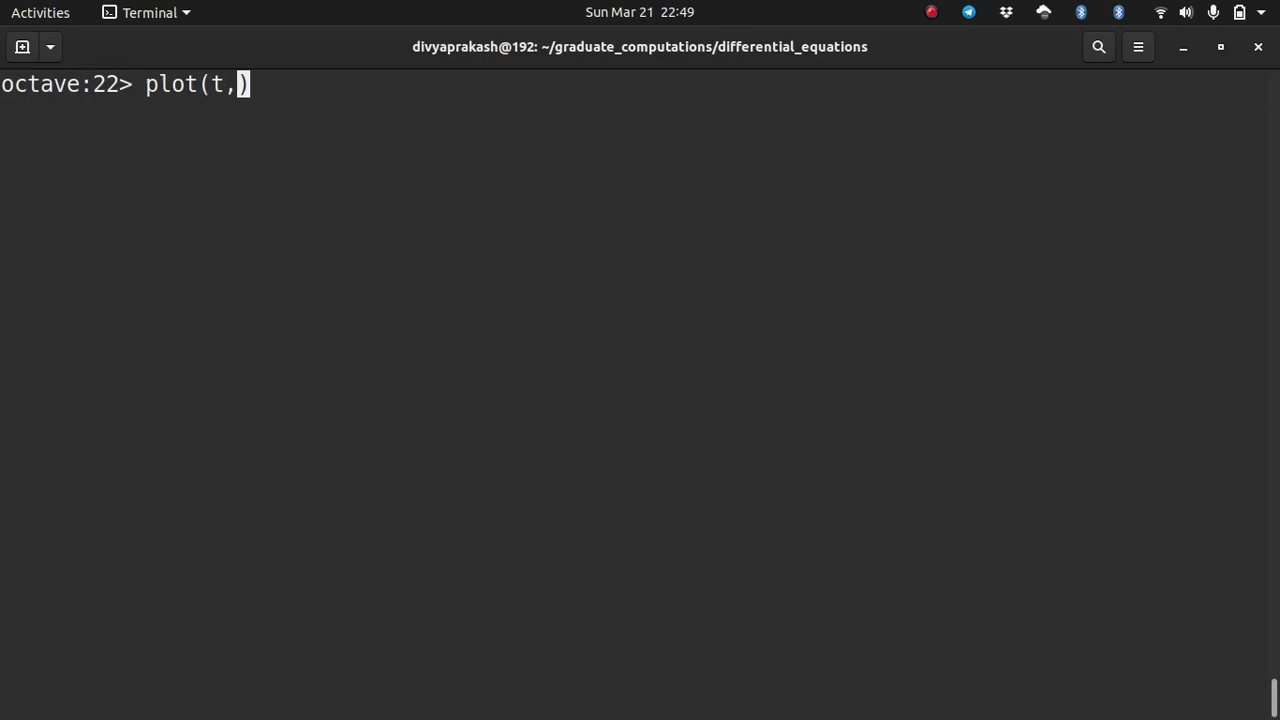 Activities
Terminal
Sun Mar 21 22:49
divyaprakash@192: ~/graduate_computations/differential_equations
octave:22> plot(t,)